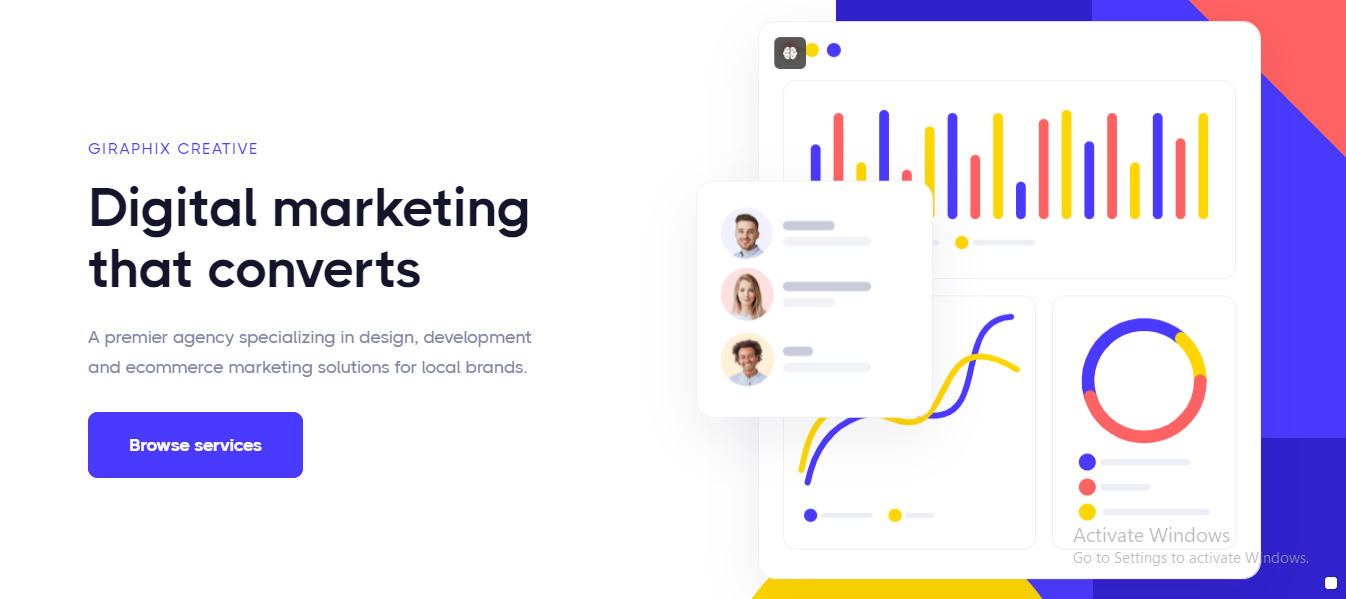 GIRAPHIX CREATIVE
Digital marketing
that converts
A premier agency specializing in design, development
and ecommerce marketing solutions for local brands.
Browse services
Activate Windows
Go to Settings to activate Windows.